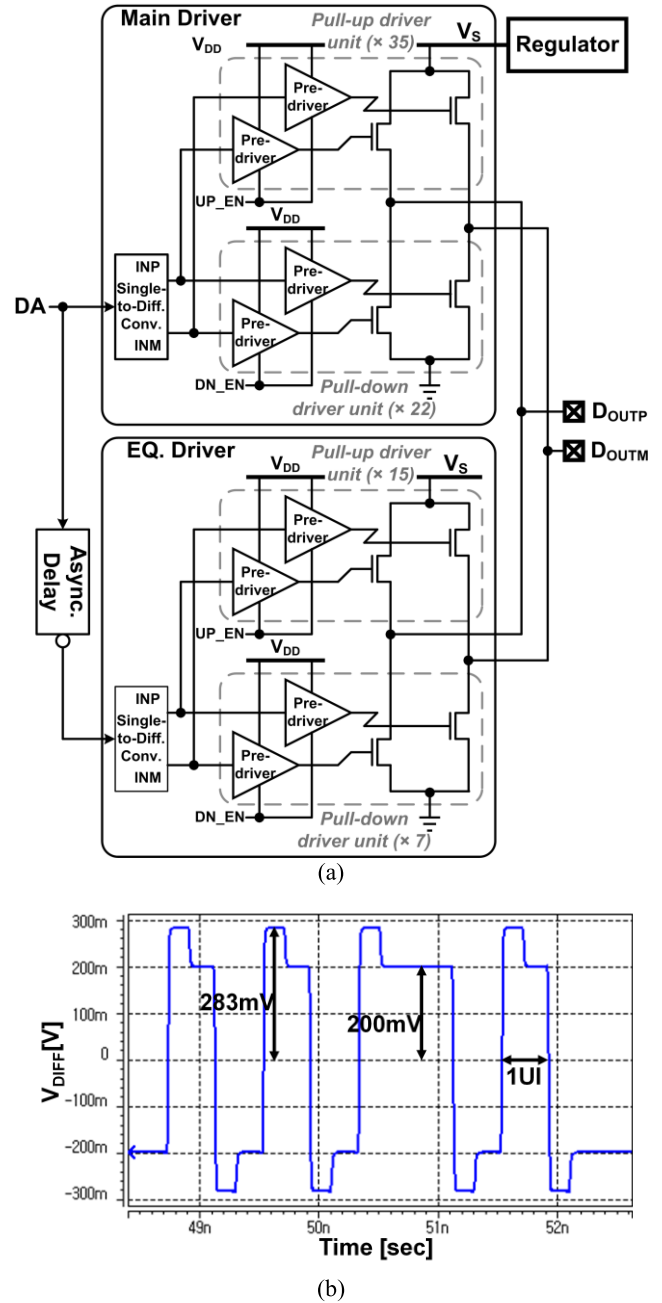 Main Driver
Pull-up driver
unit (× 35)
VS
Regulator
VDD
Pre-
driver
Pre-
driver
UP_EN
VDD
INP
Single-
to-Diff.
Conv.
INM
DA
Pre-
driver
Pre-
driver
DN_EN
Pull-down
driver unit (× 22)
DOUTP
DOUTM
EQ. Driver
Pull-up driver
unit (× 15)
VS
VDD
Pre-
driver
Pre-
driver
Async.
Delay
UP_EN
VDD
INP
Single-
to-Diff.
Conv.
INM
Pre-
driver
Pre-
driver
DN_EN
Pull-down
driver unit (× 7)
(a)
VDIFF[V]
300m
200m
100m
0
-100m
-200m
-300m
283mV
200mV
1UI
49n 50n 51n 52n
Time [sec]
(b)